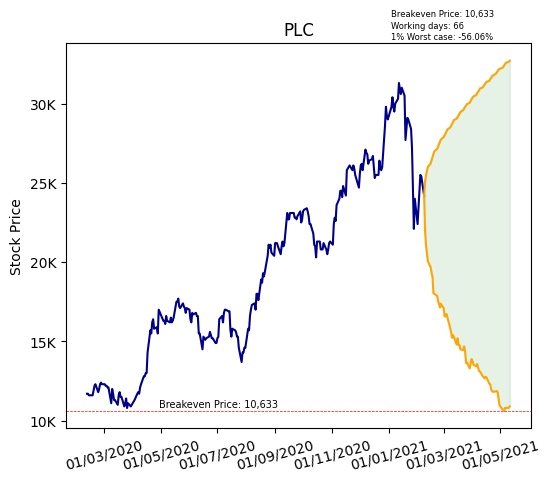 Breakeven Price: 10,633
Working days: 66
1% Worst case: -56.06%
PLC
Stock Price
30K
25K
20K
15K
10K
Breakeven Price: 10,633
01/03/2020 01/05/2020 01/07/2020 01/09/2020 01/11/2020 01/01/2021 01/03/2021 01/05/2021